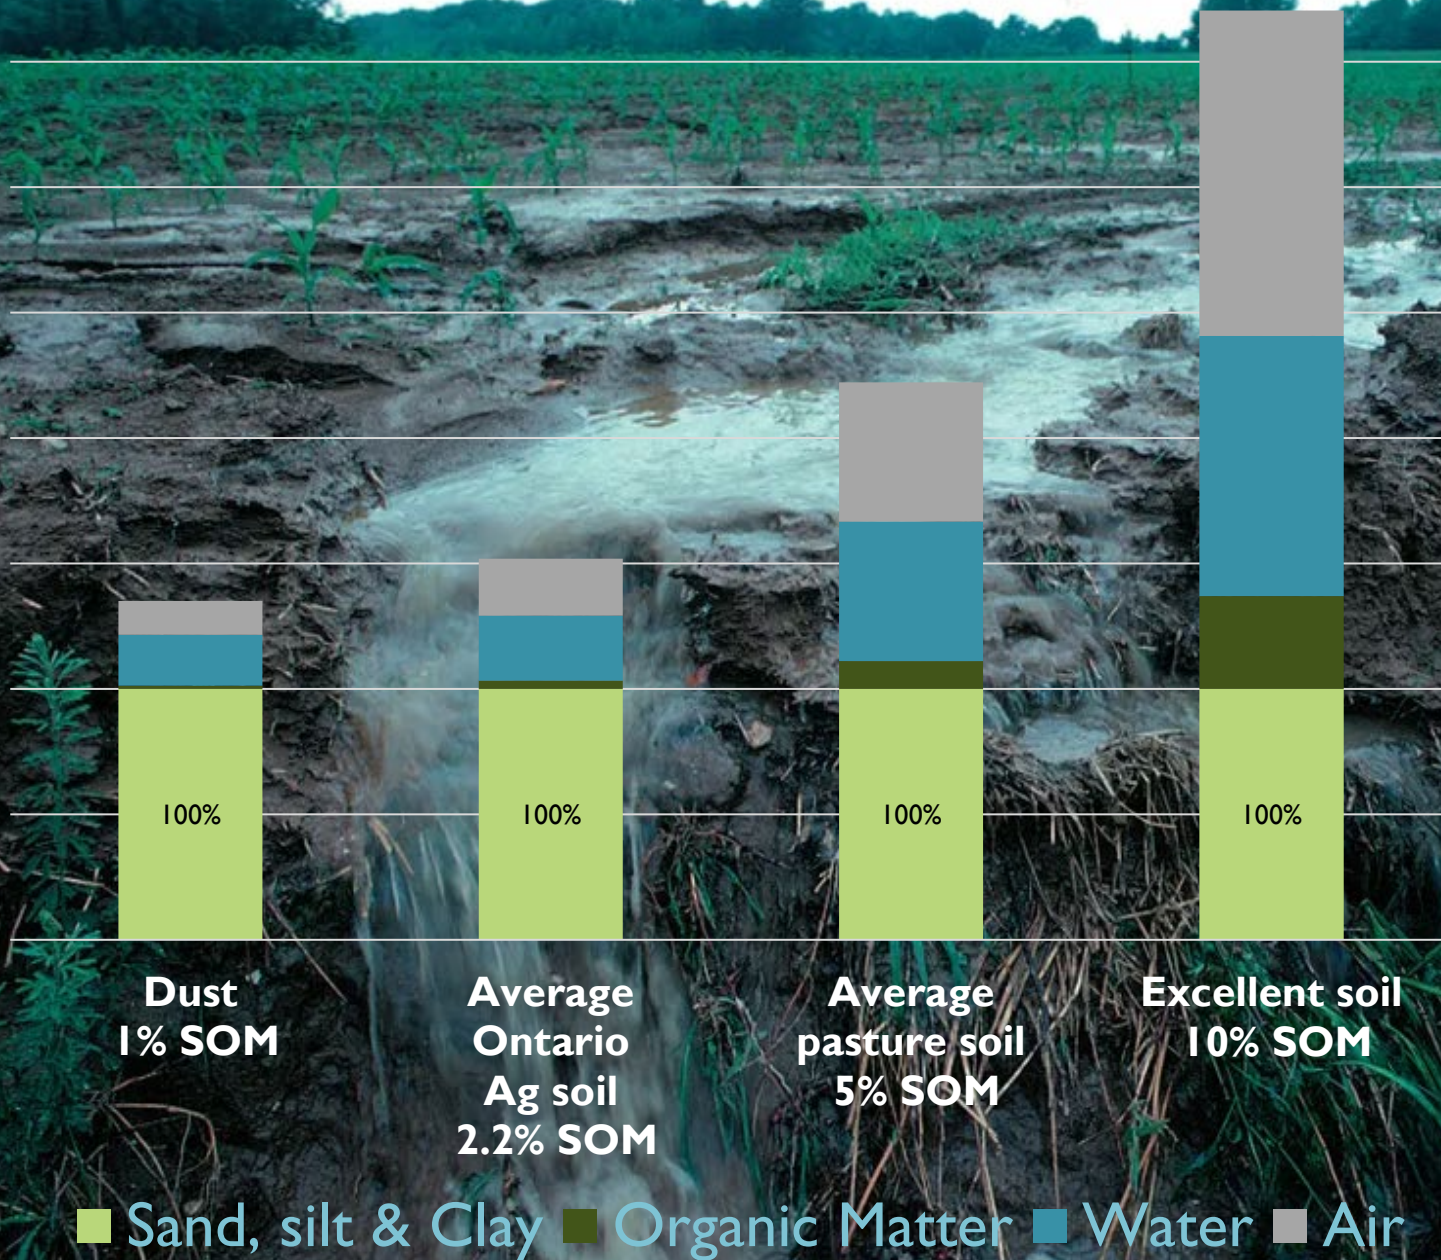 100%
100%
100%
100%
Dust
1% SOM
Average
Ontario
Ag soil
2.2% SOM
Average
pasture soil
5% SOM
Excellent soil
10% SOM
Sand, silt & Clay Organic Matter Water Air